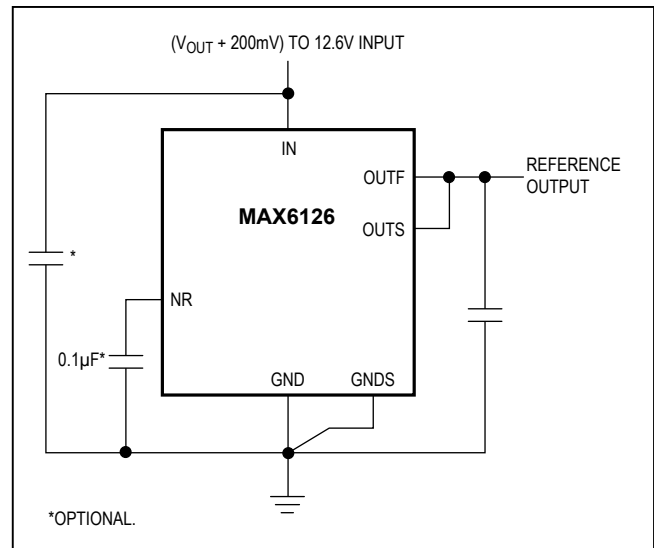 (VOUT + 200mV) TO 12.6V INPUT
IN
OUTF
REFERENCE
OUTPUT
MAX6126
OUTS
*
NR
0.1µF*
GND
GNDS
*OPTIONAL.